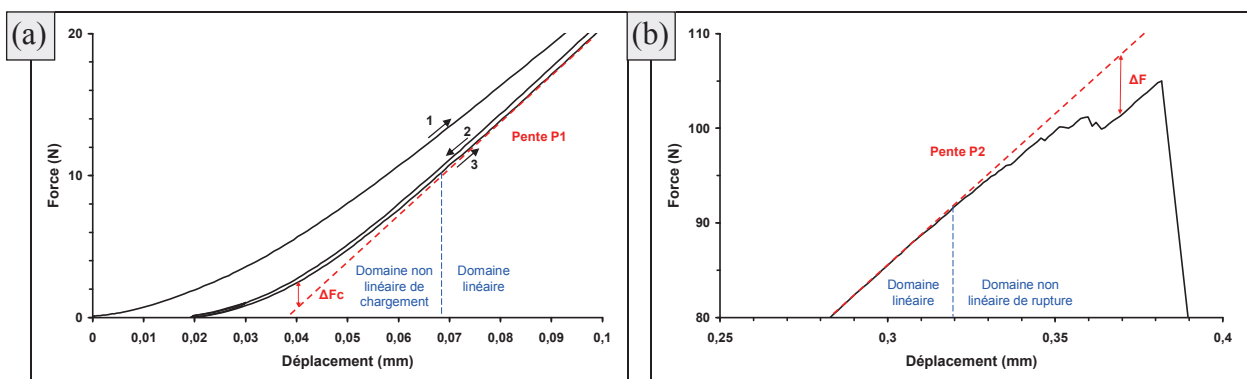 (a)
20
10
0
Force (N)
1
2
3
Pente P1
ΔFc
Domaine non
linéaire de
chargement
Domaine
linéaire
0
0,01
0,02
0,03
0,04
0,05
0,06
0,07
0,08
0,09
0,1
Déplacement (mm)
(b)
110
100
90
80
Force (N)
Pente P2
ΔF
Domaine
linéaire
Domaine non
linéaire de rupture
0,25
0,3
0,35
0,4
Déplacement (mm)